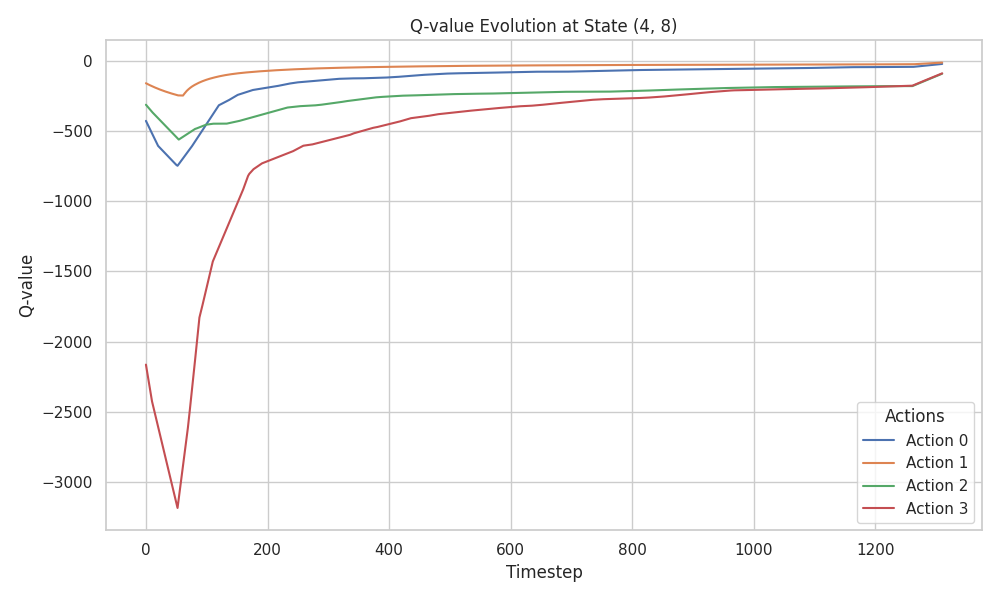 Q-value Evolution at State (4, 8)
Q-value
0
−500
−1000
−1500
−2000
−2500
−3000
0
200
400
600
800
1000
1200
Timestep
Actions
Action 0
Action 1
Action 2
Action 3